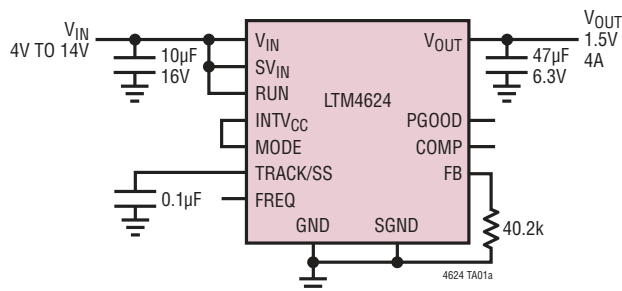 VIN
4V TO 14V
10µF
16V
VIN
SVIN
RUN
INTVCC
MODE
TRACK/SS
FREQ
0.1µF
LTM4624
GND
SGND
VOUT
PGOOD
COMP
FB
VOUT
1.5V
4A
47µF
6.3V
40.2k
4624 TA01a